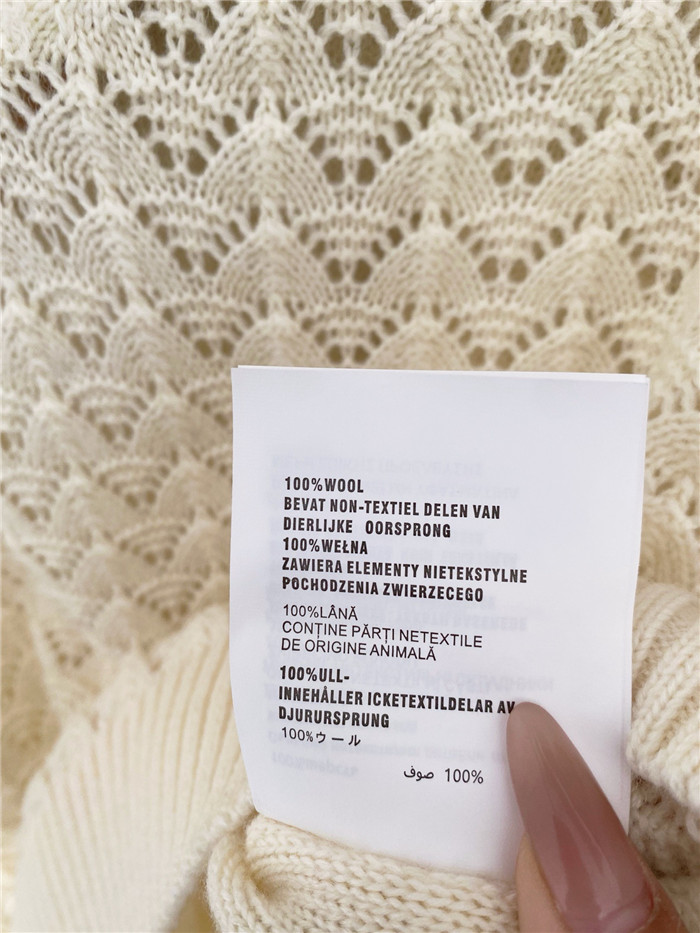 100%WOOL
BEVAT NON-TEXTIEL DELEN VAN
DIERLIJKE OORSPRONG
100%WEŁNA
ZAWIERA ELEMENTY NIETEKSTYLNE
POCHODZENIA ZWIERZECEGO
100%LÂNĂ
CONȚINE PĂRȚI NETEXTILE
DE ORIGINE ANIMALĂ
100%ULL-
INNEHÅLLER ICKETEXTILDELAR AV
DJURURSPRUNG
100%ウール
100% صوف